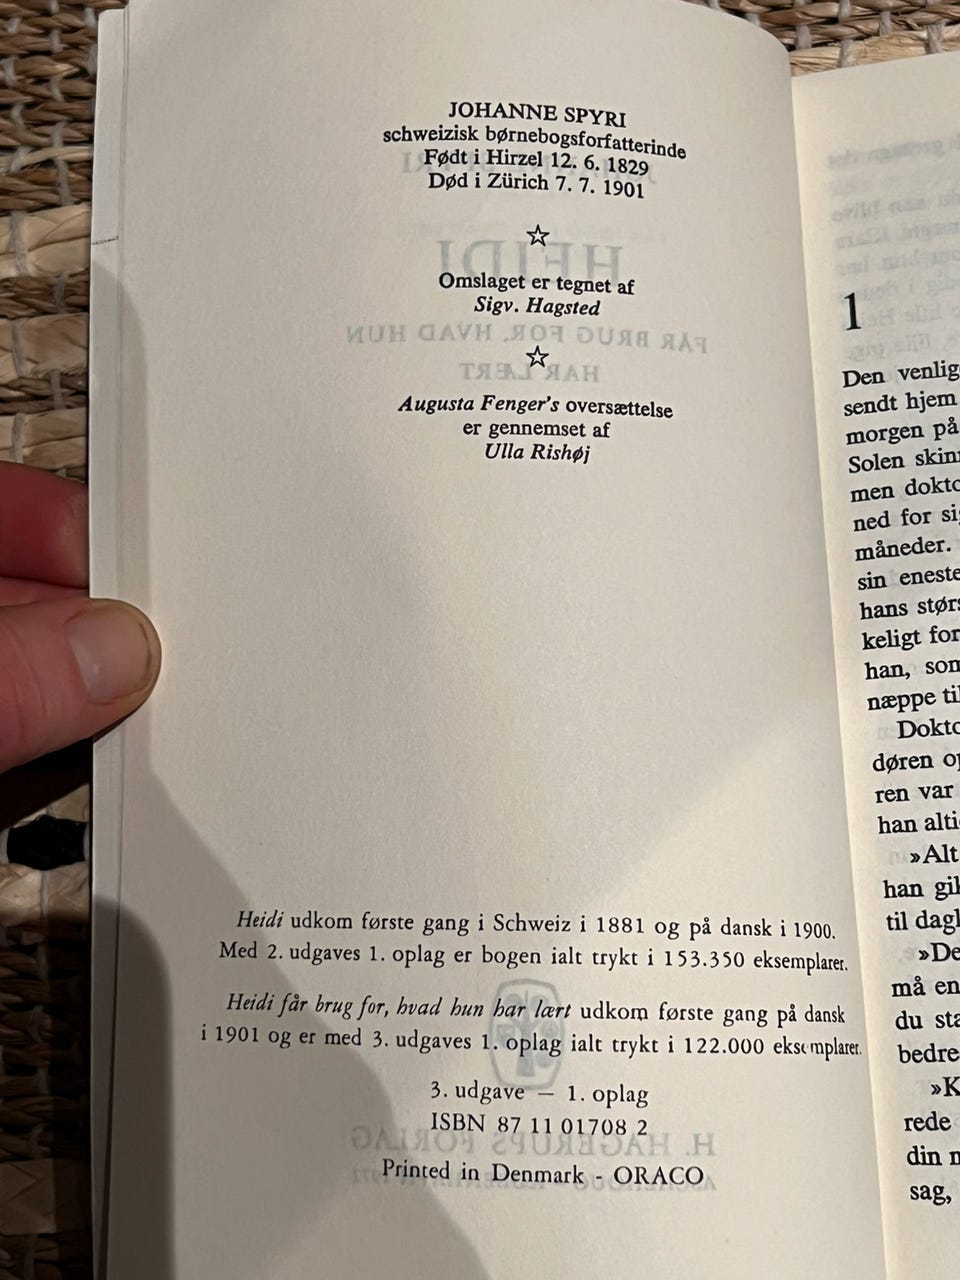 JOHANNE SPYRI
schweizisk børnebogsforfatterinde
Født i Hirzel 12. 6. 1829
Død i Zürich 7. 7. 1901
Omslaget er tegnet af
Sigv. Hagsted
Augusta Fenger's oversættelse
er gennemset af
Ulla Rishøj
Heidi udkom første gang i Schweiz i 1881 og på dansk i 1900.
Med 2. udgaves 1. oplag er bogen ialt trykt i 153.350 eksemplarer.
Heidi får brug for, hvad hun har lært udkom første gang på dansk
i 1901 og er med 3. udgaves 1. oplag ialt trykt i 122.000 eksemplarer.
3. udgave — 1. oplag
ISBN 87 11 01708 2
Printed in Denmark - ORACO
1
Den venlig
sendt hjem
morgen på
Solen skin
men dokto
ned for si
måneder.
sin eneste
hans størs
keligt for
han, som
næppe til
Dokto
døren op
ren var
han alti
»Alt
han gik
til dagl
»De
må en
du sta
bedre
»K
rede
din m
sag,